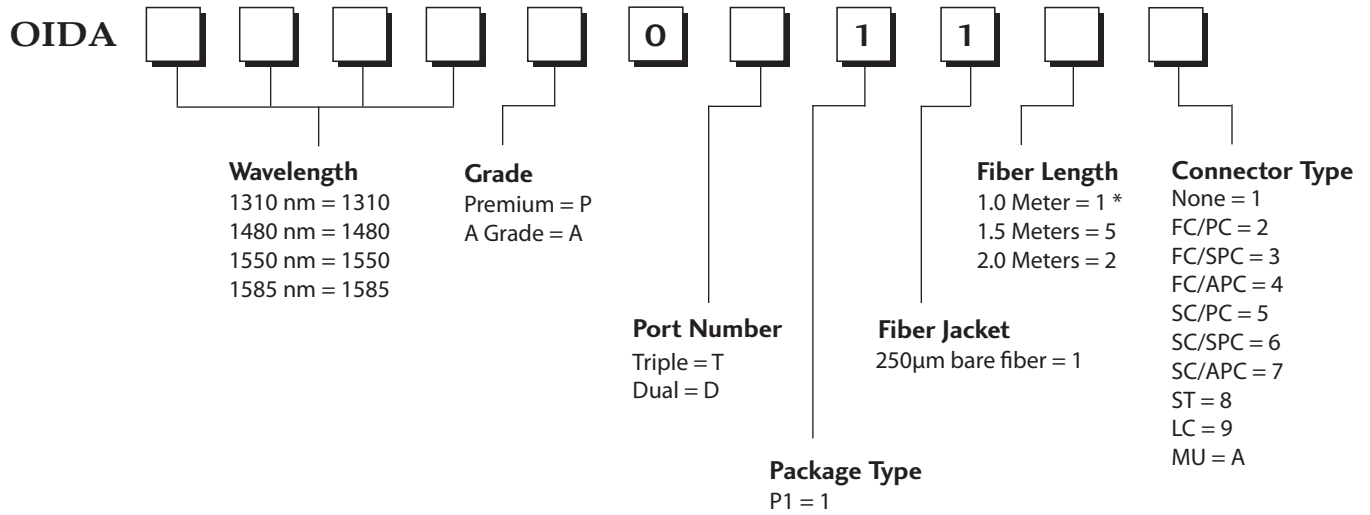 OIDA 0 1 1
Wavelength
1310 nm = 1310
1480 nm = 1480
1550 nm = 1550
1585 nm = 1585
Grade
Premium = P
A Grade = A
Port Number
Triple = T
Dual = D
Package Type
P1 = 1
Fiber Jacket
250µm bare fiber = 1
Fiber Length
1.0 Meter = 1 *
1.5 Meters = 5
2.0 Meters = 2
Connector Type
None = 1
FC/PC = 2
FC/SPC = 3
FC/APC = 4
SC/PC = 5
SC/SPC = 6
SC/APC = 7
ST = 8
LC = 9
MU = A